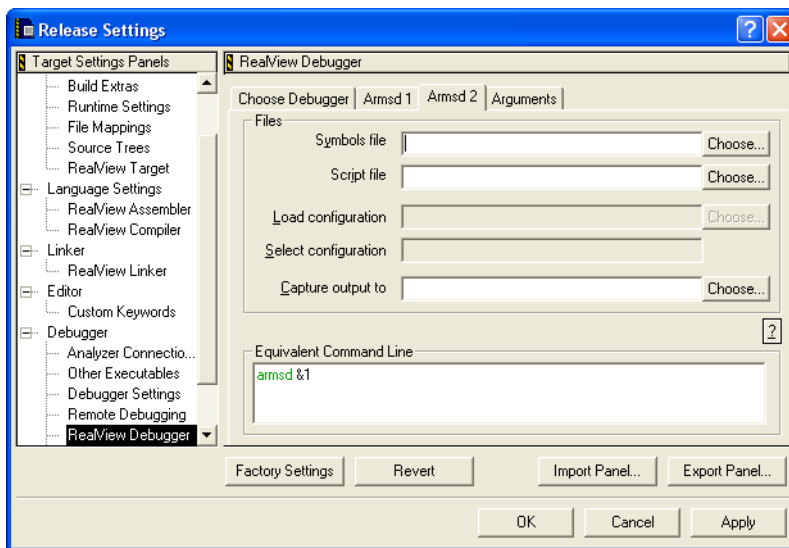 Release Settings
Target Settings Panels
Build Extras
Runtime Settings
File Mappings
Source Trees
RealView Target
Language Settings
RealView Assembler
RealView Compiler
Linker
RealView Linker
Editor
Custom Keywords
Debugger
Analyzer Connectio...
Other Executables
Debugger Settings
Remote Debugging
RealView Debugger
RealView Debugger
Choose Debugger Armsd 1 Armsd 2 Arguments
Files
Symbols file Choose...
Script file Choose...
Load configuration Choose...
Select configuration
Capture output to Choose...
?
Equivalent Command Line
armsd &1
Factory Settings Revert Import Panel... Export Panel...
OK Cancel Apply